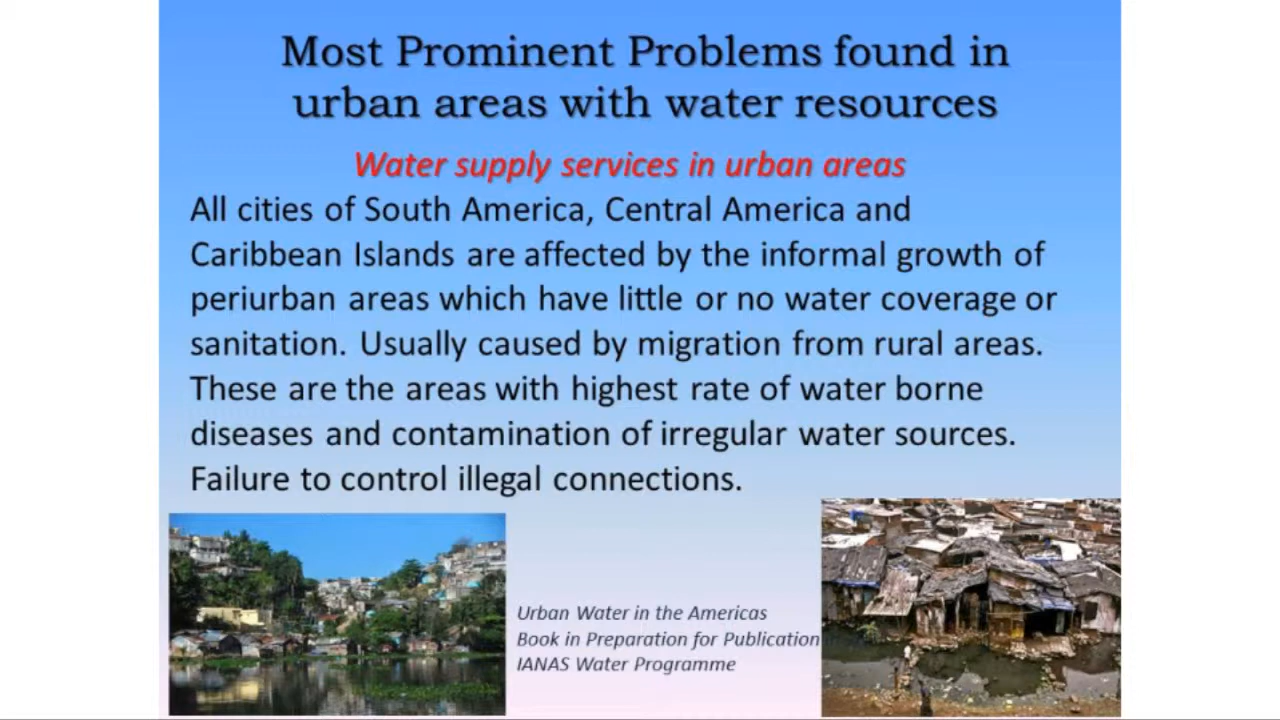 Most Prominent Problems found in
urban areas with water resources
Water supply services in urban areas
All cities of South America, Central America and
Caribbean Islands are affected by the informal growth of
periurban areas which have little or no water coverage or
sanitation. Usually caused by migration from rural areas.
These are the areas with highest rate of water borne
diseases and contamination of irregular water sources.
Failure to control illegal connections.
Urban Water in the Americas
Book in Preparation for Publication
IANAS Water Programme